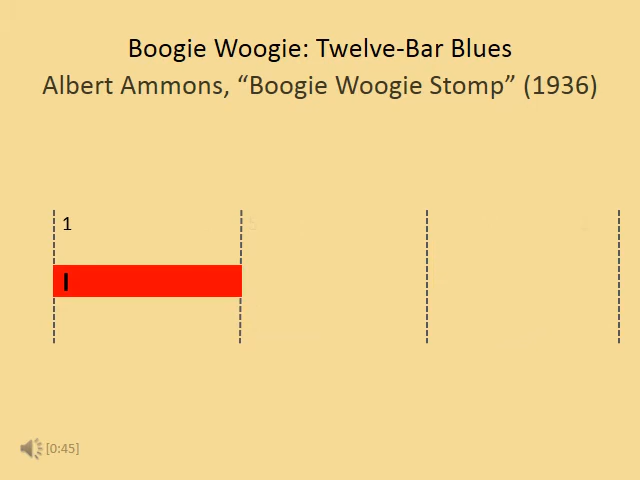 Boogie Woogie: Twelve-Bar Blues
Albert Ammons, “Boogie Woogie Stomp” (1936)
1
I
[0:45]